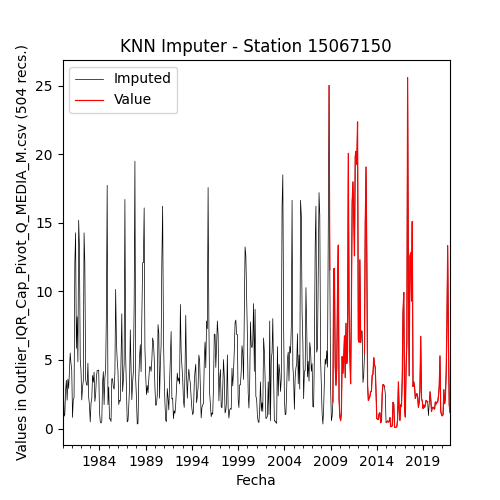 KNN Imputer - Station 15067150
Values in Outlier_IQR_Cap_Pivot_Q_MEDIA_M.csv (504 recs.)
Imputed
Value
25
20
15
10
5
0
1984 1989 1994 1999 2004 2009 2014 2019
Fecha